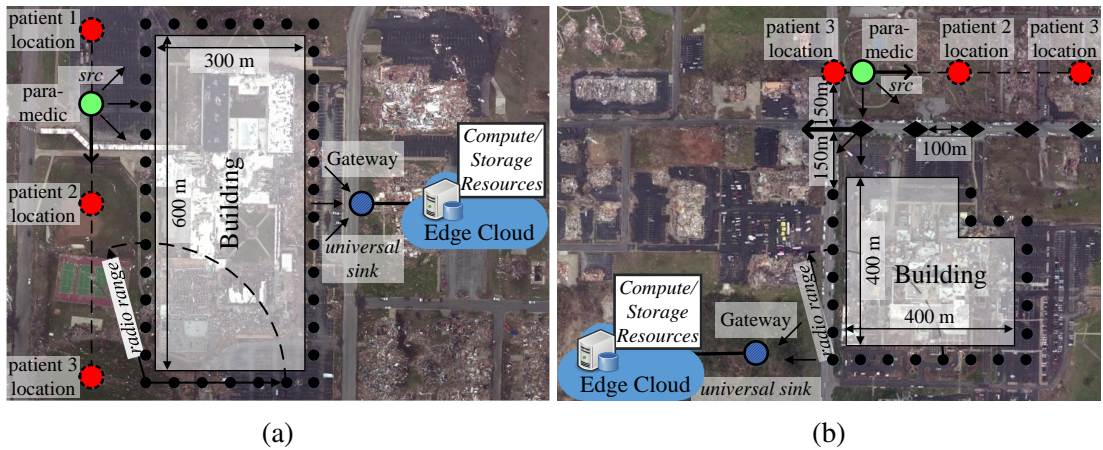 patient 1
location
src
para-
medic
patient 2
location
patient 3
location
radio range
300 m
600 m
Building
Gateway
universal
sink
Compute/
Storage
Resources
Edge Cloud
(a)
patient 3
location
para-
medic
patient 2
location
patient 3
location
src
150m
150m
100m
400 m
Building
400 m
radio range
Compute/
Storage
Resources
Gateway
Edge Cloud
universal sink
(b)